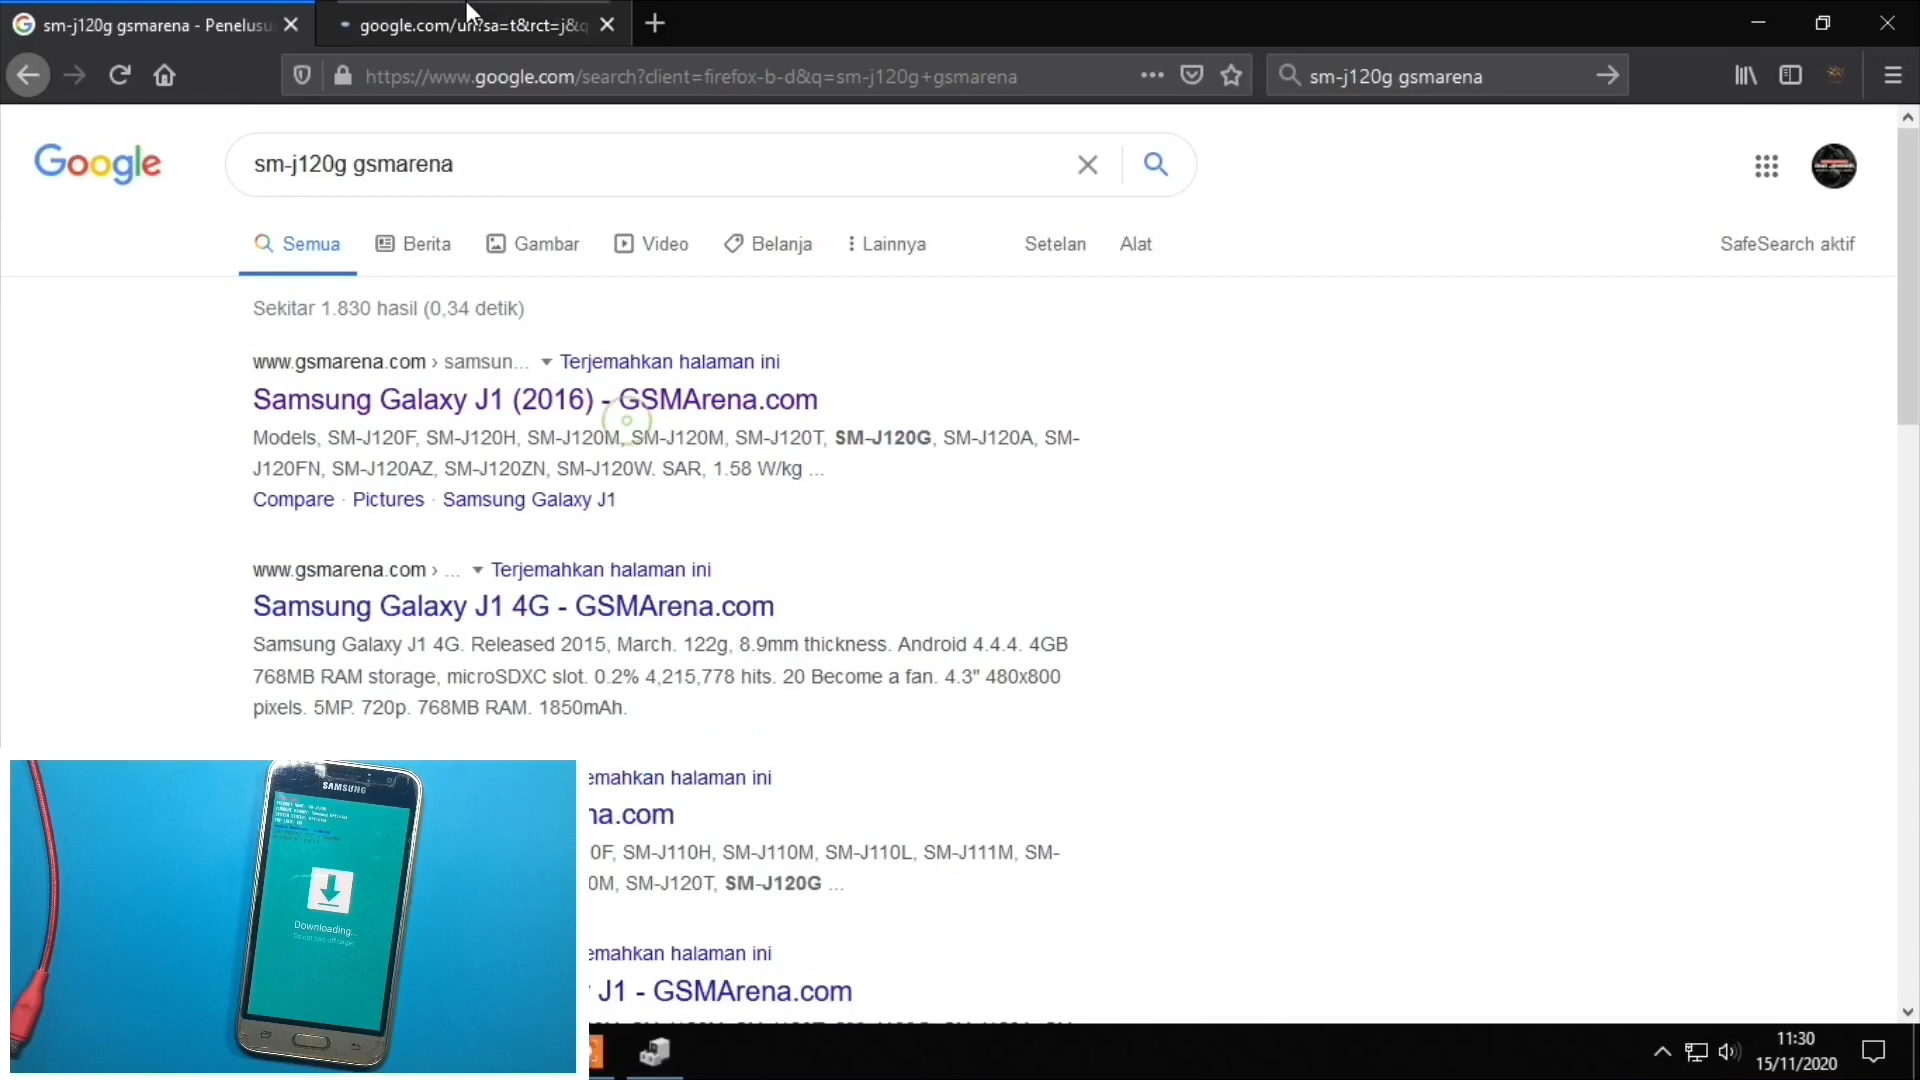 sm-j120g gsmarena - Penelusu
google.com/url?sa=t&rct=j&q
https://www.google.com/search?client=firefox-b-d&q=sm-j120g+gsmarena
sm-j120g gsmarena
Google
sm-j120g gsmarena
Semua
Berita
Gambar
Video
Belanja
Lainnya
Setelan
Alat
SafeSearch aktif
Sekitar 1.830 hasil (0,34 detik)
www.gsmarena.com › samsun... Terjemahkan halaman ini
Samsung Galaxy J1 (2016) - GSMArena.com
Models, SM-J120F, SM-J120H, SM-J120M, SM-J120M, SM-J120T, SM-J120G, SM-J120A, SM-
J120FN, SM-J120AZ, SM-J120ZN, SM-J120W. SAR, 1.58 W/kg ...
Compare · Pictures · Samsung Galaxy J1
www.gsmarena.com › ... Terjemahkan halaman ini
Samsung Galaxy J1 4G - GSMArena.com
Samsung Galaxy J1 4G. Released 2015, March. 122g, 8.9mm thickness. Android 4.4.4. 4GB
768MB RAM storage, microSDXC slot. 0.2% 4,215,778 hits. 20 Become a fan. 4.3" 480x800
pixels. 5MP. 720p. 768MB RAM. 1850mAh.
emahkan halaman ini
na.com
0F, SM-J110H, SM-J110M, SM-J110L, SM-J111M, SM-
0M, SM-J120T, SM-J120G ...
emahkan halaman ini
J1 - GSMArena.com
SAMSUNG
Downloading...
Do not turn off target
11:30
15/11/2020